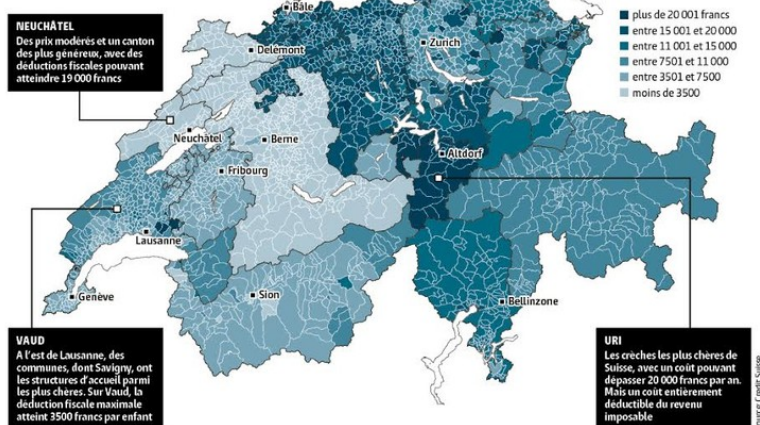 NEUCHÂTEL
Des prix modérés et un canton
des plus généreux, avec des
déductions fiscales pouvant
atteindre 19 000 francs
Bâle
Delémont
Zurich
plus de 20 001 francs
entre 15 001 et 20 000
entre 11 001 et 15 000
entre 7501 et 11 000
entre 3501 et 7500
moins de 3500
Neuchâtel
Berne
Altdorf
Fribourg
Lausanne
Genève
Sion
Bellinzone
VAUD
A l'est de Lausanne, des
communes, dont Savigny, ont
les structures d'accueil parmi
les plus chères. Sur Vaud, la
déduction fiscale maximale
atteint 3500 francs par enfant
URI
Les crèches les plus chères de
Suisse, avec un coût pouvant
dépasser 20 000 francs par an.
Mais un coût entièrement
déductible du revenu
imposable
Credit Suisse